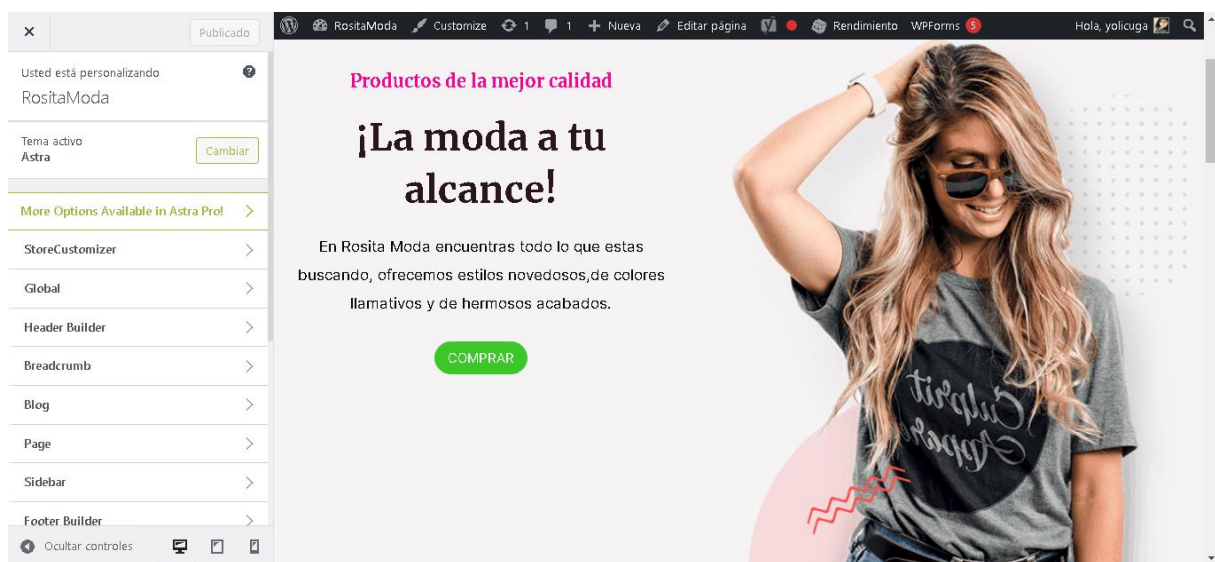 Publicado
RositaModa Customize 1 1 Nueva Editar página Rendimiento WPForms 5 Hola, yolicuga
Usted está personalizando
RositaModa
Tema activo
Astra
Cambiar
More Options Available in Astra Pro!
StoreCustomizer
Global
Header Builder
Breadcrumb
Blog
Page
Sidebar
Footer Builder
Ocultar controles
Productos de la mejor calidad
¡La moda a tu
alcance!
En Rosita Moda encuentras todo lo que estas
buscando, ofrecemos estilos novedosos,de colores
llamativos y de hermosos acabados.
COMPRAR
Culprit
Appare